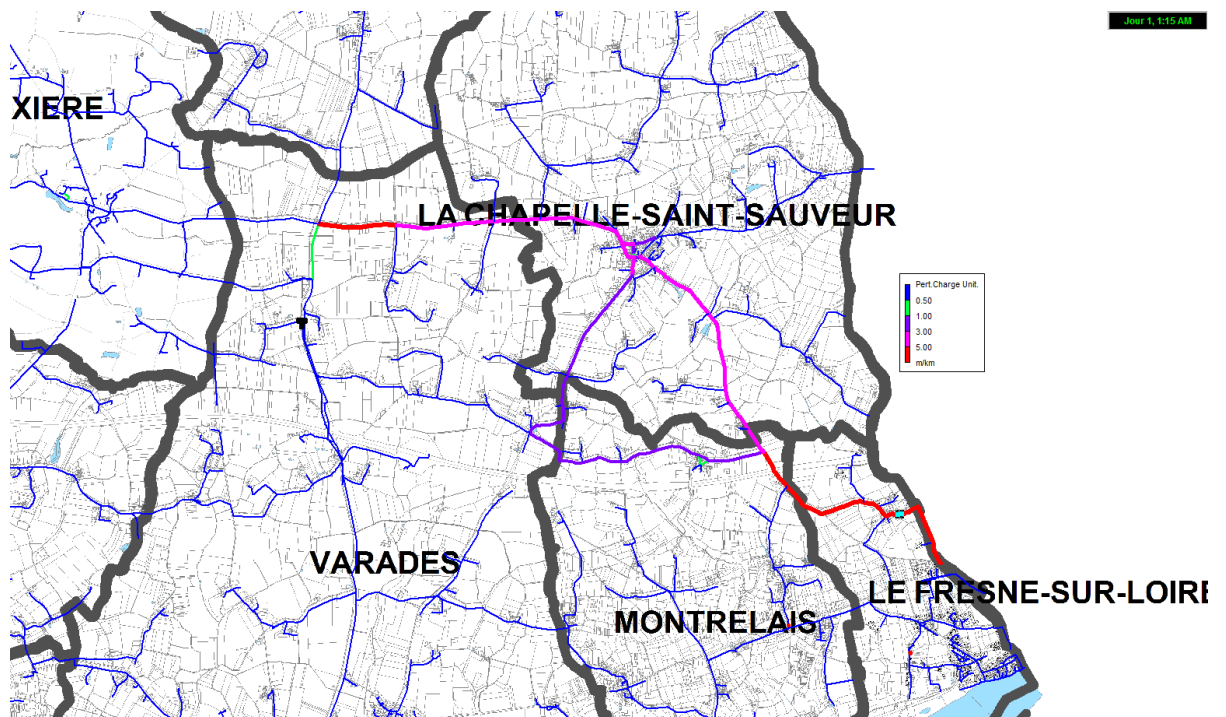 Jour 1, 1:15 AM
XIERE
LA CHAPELLE-SAINT-SAUVEUR
Pert.Charge Unit.
0.50
1.00
3.00
5.00
m/km
VARADES
LE FRESNE-SUR-LOIRE
MONTRELAIS